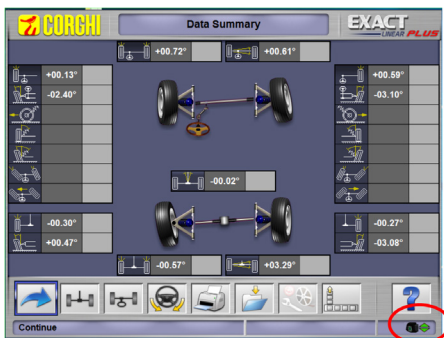 CORGHI
Data Summary
EXACT
LINEAR PLUS
+00.72°
+00.61°
+00.13°
+00.59°
-02.40°
-03.10°
-00.02°
-00.30°
-00.27°
+00.47°
-03.08°
-00.57°
+03.29°
?
Continue